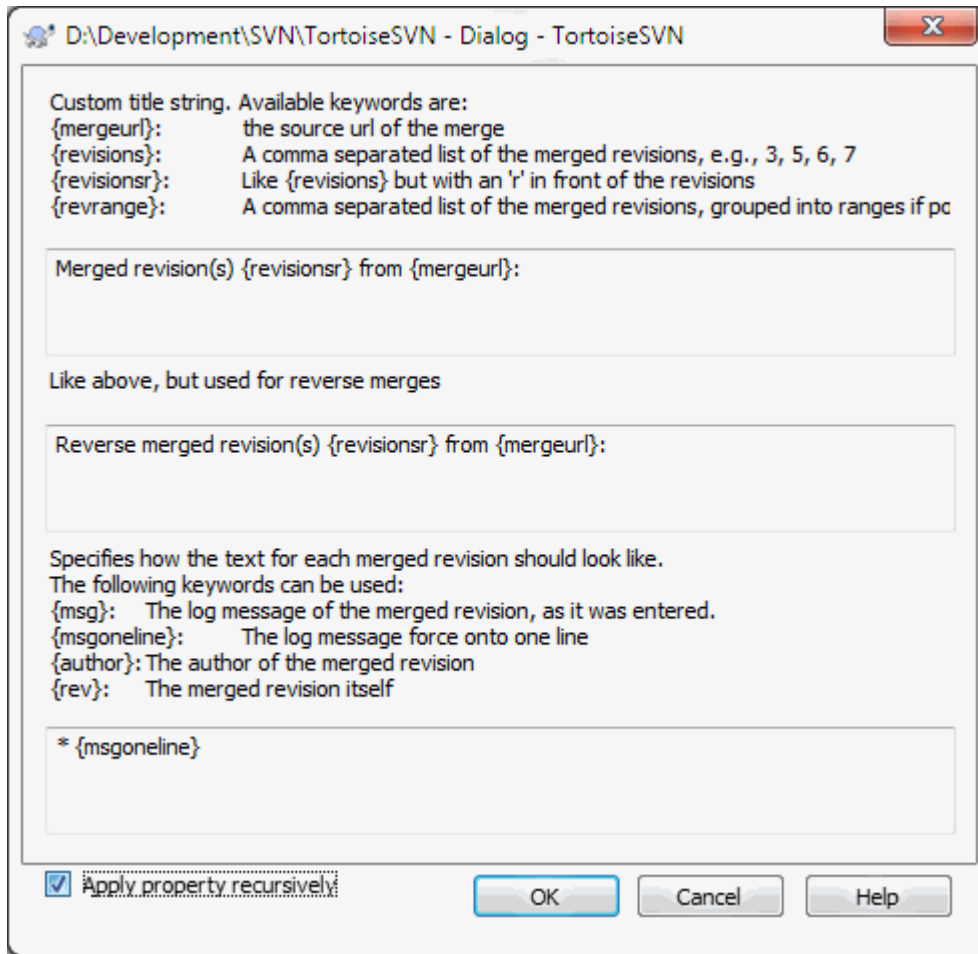 D:\Development\SVN\TortoiseSVN - Dialog - TortoiseSVN
Custom title string. Available keywords are:
{mergeurl}: the source url of the merge
{revisions}: A comma separated list of the merged revisions, e.g., 3, 5, 6, 7
{revisionsr}: Like {revisions} but with an 'r' in front of the revisions
{revrange}: A comma separated list of the merged revisions, grouped into ranges if po
Merged revision(s) {revisionsr} from {mergeurl}:
Like above, but used for reverse merges
Reverse merged revision(s) {revisionsr} from {mergeurl}:
Specifies how the text for each merged revision should look like.
The following keywords can be used:
{msg}: The log message of the merged revision, as it was entered.
{msgoneline}: The log message force onto one line
{author}: The author of the merged revision
{rev}: The merged revision itself
* {msgoneline}
Apply property recursively
OK Cancel Help